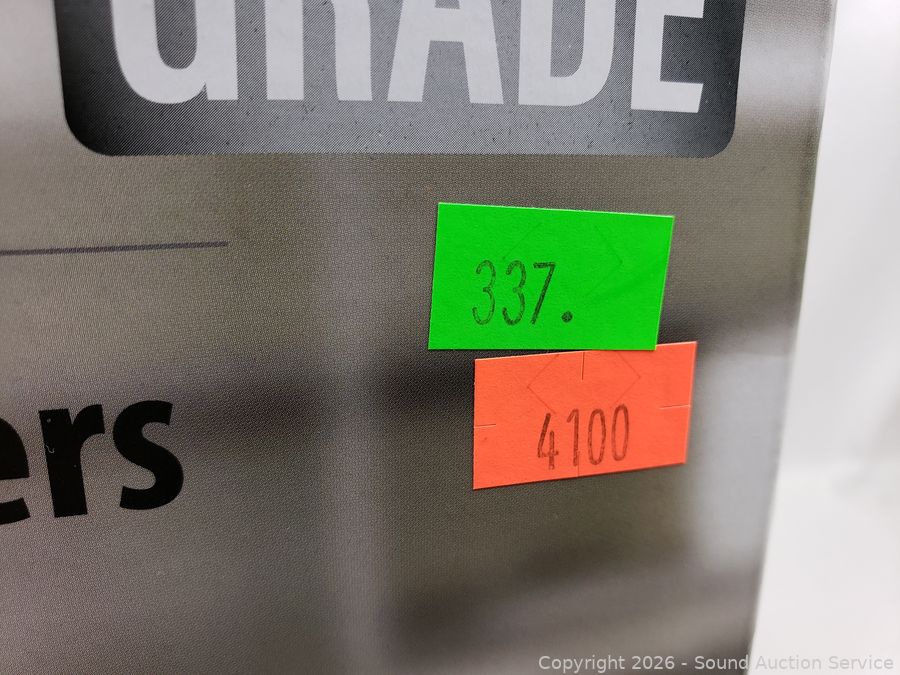 GRADE
337.
4100
ers
Copyright 2026 - Sound Auction Service